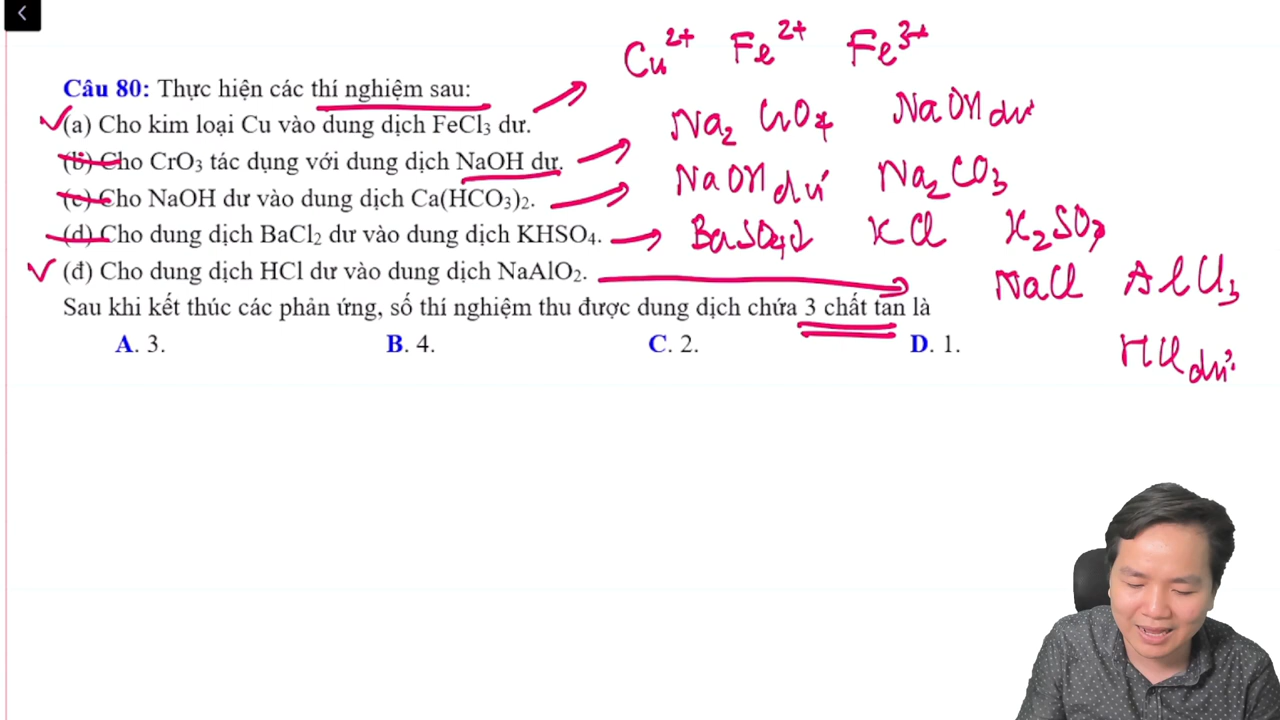 Cu²⁺ Fe²⁺ Fe³⁺
Câu 80: Thực hiện các thí nghiệm sau:
(a) Cho kim loại Cu vào dung dịch FeCl₃ dư.
Na₂CrO₄ NaOH dư
(b) Cho CrO₃ tác dụng với dung dịch NaOH dư.
NaOH dư Na₂CO₃
(c) Cho NaOH dư vào dung dịch Ca(HCO₃)₂.
(d) Cho dung dịch BaCl₂ dư vào dung dịch KHSO₄.
BaSO₄↓ KCl K₂SO₄
(đ) Cho dung dịch HCl dư vào dung dịch NaAlO₂.
NaCl AlCl₃
Sau khi kết thúc các phản ứng, số thí nghiệm thu được dung dịch chứa 3 chất tan là
A. 3. B. 4. C. 2. D. 1.
HCl dư